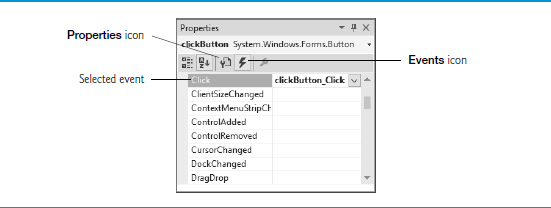 Properties
Properties icon
clickButton System.Windows.Forms.Button
Events icon
Selected event
Click clickButton_Click
ClientSizeChanged
ContextMenuStripCh
ControlAdded
ControlRemoved
CursorChanged
DockChanged
DragDrop